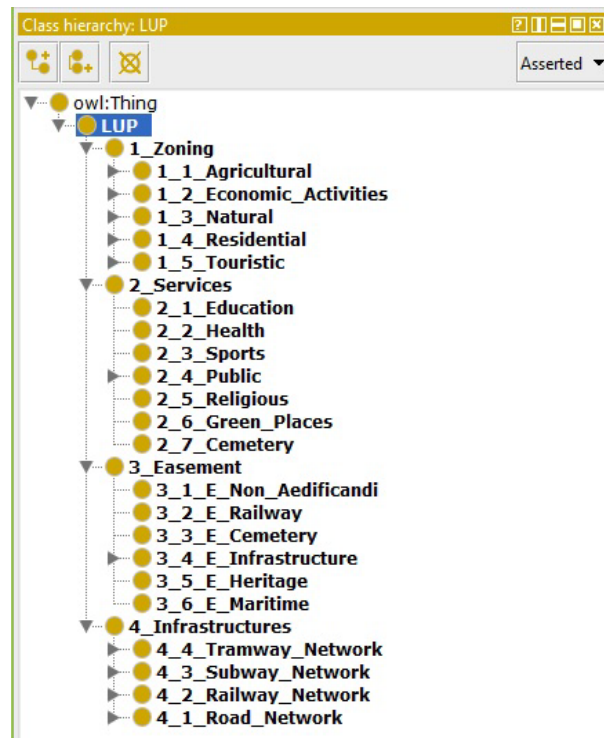 Class hierarchy: LUP
Asserted
owl:Thing
LUP
1_Zoning
1_1_Agricultural
1_2_Economic_Activities
1_3_Natural
1_4_Residential
1_5_Touristic
2_Services
2_1_Education
2_2_Health
2_3_Sports
2_4_Public
2_5_Religious
2_6_Green_Places
2_7_Cemetery
3_Easement
3_1_E_Non_Aedificandi
3_2_E_Railway
3_3_E_Cemetery
3_4_E_Infrastructure
3_5_E_Heritage
3_6_E_Maritime
4_Infrastructures
4_4_Tramway_Network
4_3_Subway_Network
4_2_Railway_Network
4_1_Road_Network